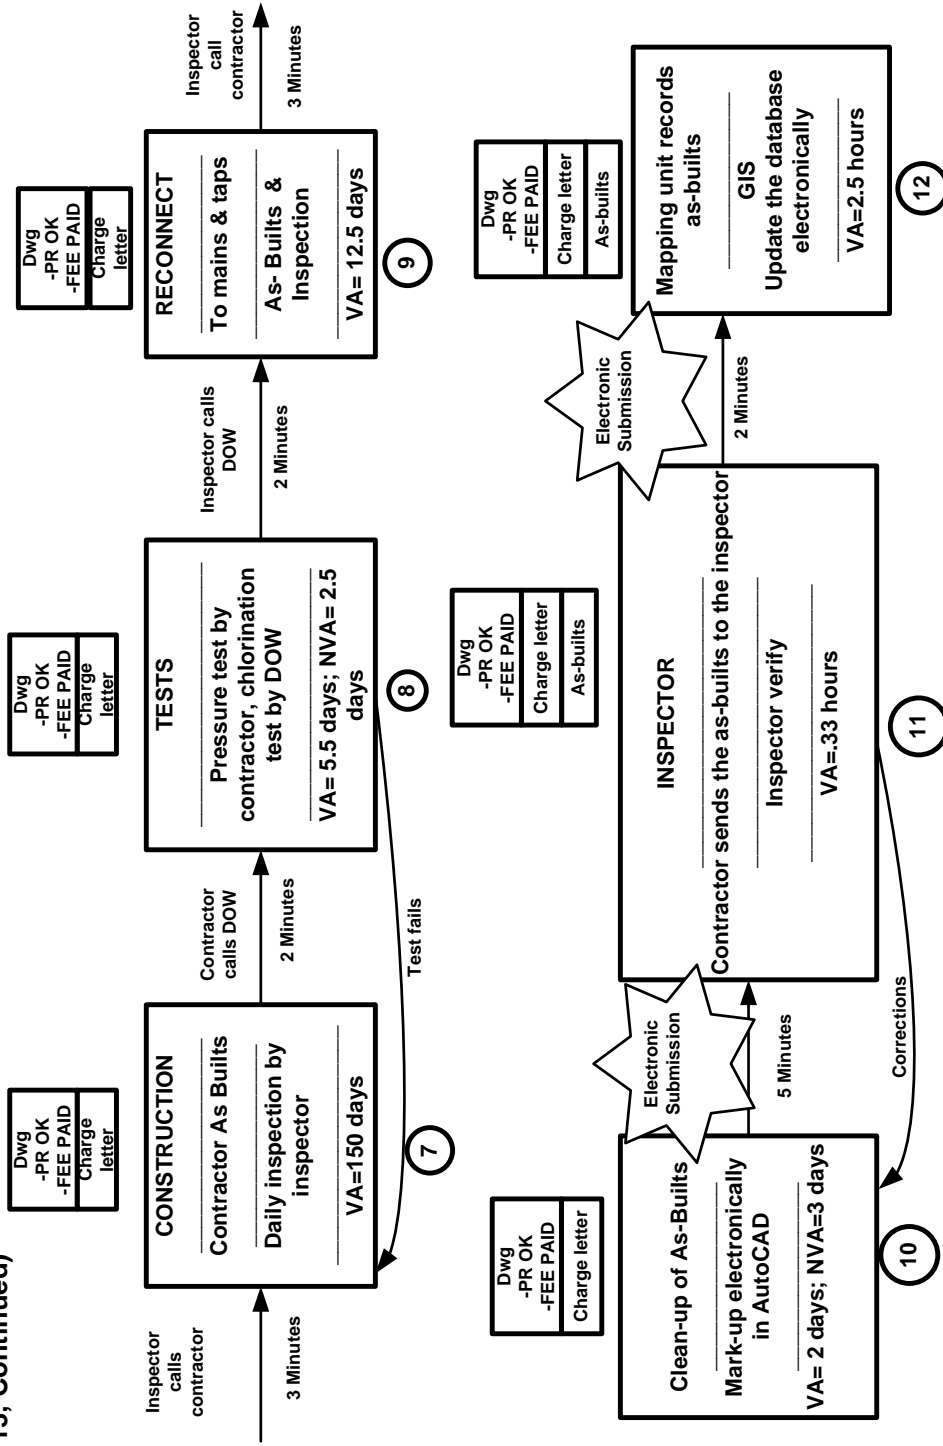 15, Continued)
Inspector
calls
contractor
3 Minutes
Dwg
-PR OK
-FEE PAID
Charge
letter
CONSTRUCTION
Contractor As Builts
Daily inspection by
inspector
VA=150 days
7
Contractor
calls DOW
2 Minutes
Dwg
-PR OK
-FEE PAID
Charge
letter
TESTS
Pressure test by
contractor, chlorination
test by DOW
VA= 5.5 days; NVA= 2.5
days
8
Test fails
Inspector calls
DOW
2 Minutes
Dwg
-PR OK
-FEE PAID
Charge
letter
RECONNECT
To mains & taps
As- Builts &
Inspection
VA= 12.5 days
9
Inspector
call
contractor
3 Minutes
Dwg
-PR OK
-FEE PAID
Charge letter
Clean-up of As-Builts
Mark-up electronically
in AutoCAD
VA= 2 days; NVA=3 days
10
Electronic
Submission
5 Minutes
Dwg
-PR OK
-FEE PAID
Charge letter
As-builts
INSPECTOR
Contractor sends the as-builts to the inspector
Inspector verify
VA=.33 hours
11
Corrections
Electronic
Submission
2 Minutes
Dwg
-PR OK
-FEE PAID
Charge letter
As-builts
Mapping unit records
as-builts
GIS
Update the database
electronically
VA=2.5 hours
12